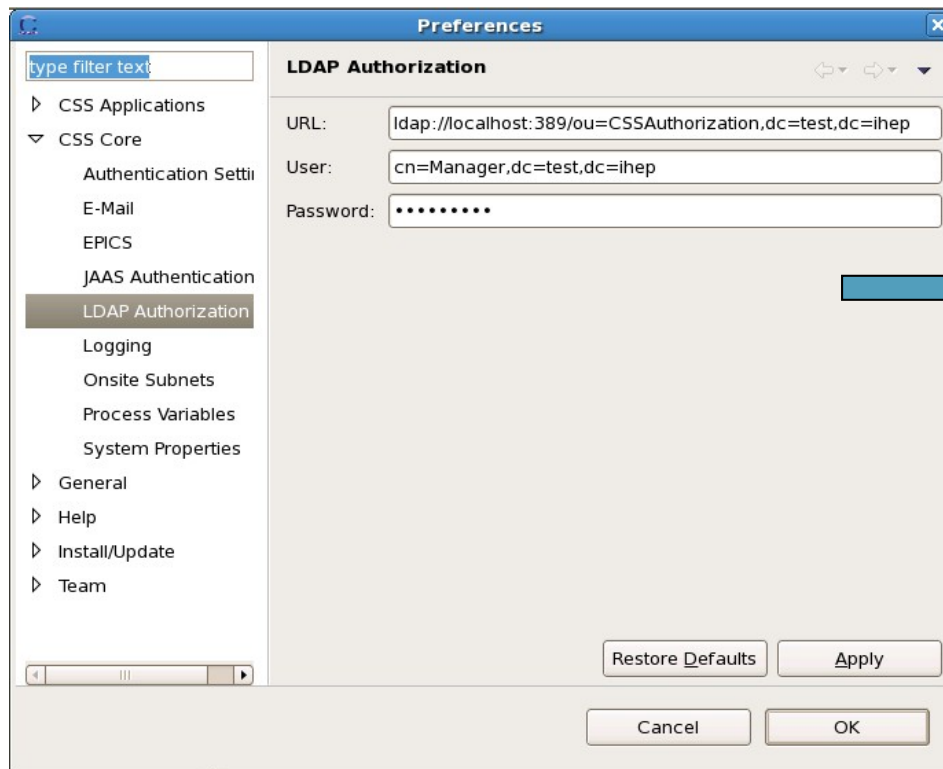 Preferences
type filter text
CSS Applications
CSS Core
Authentication Settin
E-Mail
EPICS
JAAS Authentication
LDAP Authorization
Logging
Onsite Subnets
Process Variables
System Properties
General
Help
Install/Update
Team
LDAP Authorization
URL: ldap://localhost:389/ou=CSSAuthorization,dc=test,dc=ihep
User: cn=Manager,dc=test,dc=ihep
Password: •••••••••
Restore Defaults Apply
Cancel OK